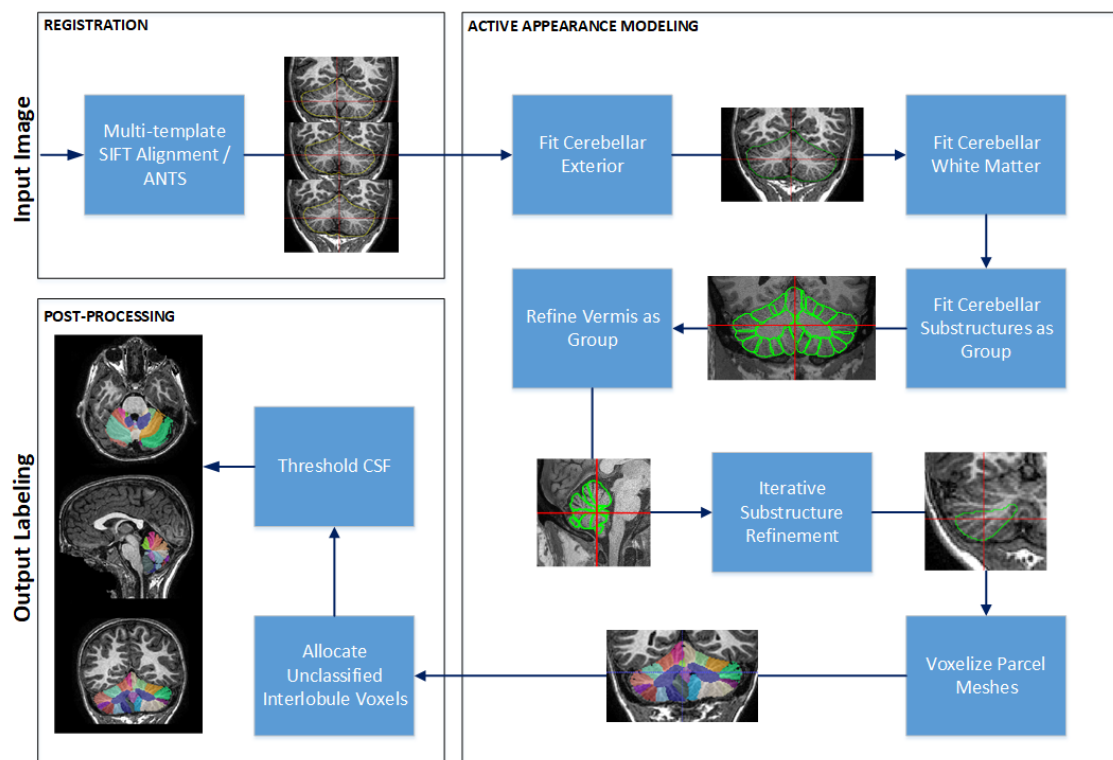 REGISTRATION
Input Image
Multi-template
SIFT Alignment /
ANTS
ACTIVE APPEARANCE MODELING
Fit Cerebellar
Exterior
Fit Cerebellar
White Matter
Fit Cerebellar
Substructures as
Group
Refine Vermis as
Group
Iterative
Substructure
Refinement
Voxelize Parcel
Meshes
POST-PROCESSING
Output Labeling
Allocate
Unclassified
Interlobule Voxels
Threshold CSF